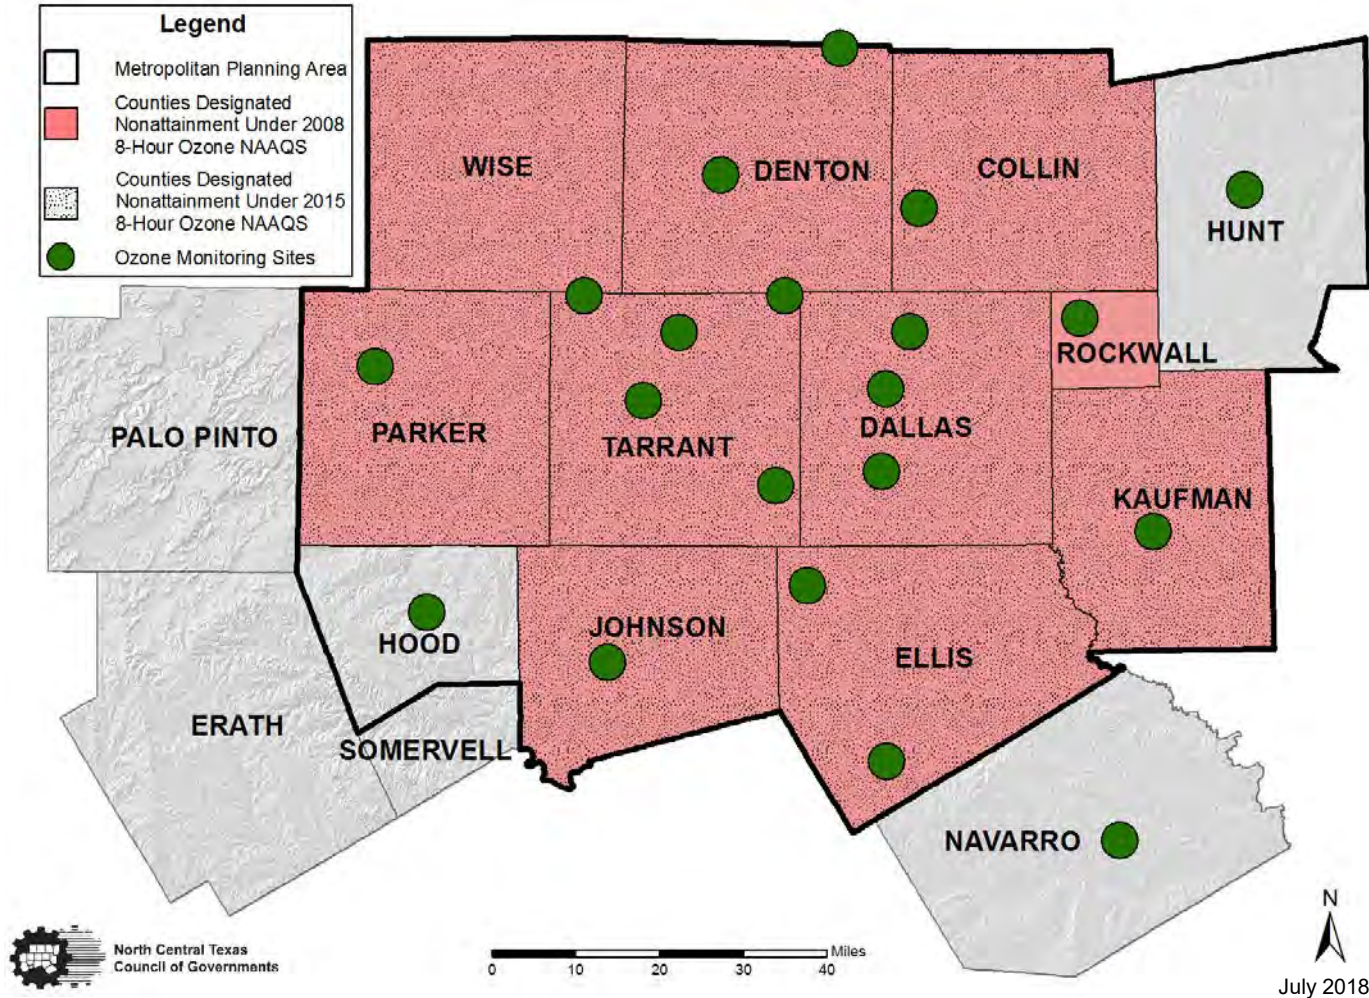 Legend
Metropolitan Planning Area
Counties Designated
Nonattainment Under 2008
8-Hour Ozone NAAQS
Counties Designated
Nonattainment Under 2015
8-Hour Ozone NAAQS
Ozone Monitoring Sites
WISE
DENTON
COLLIN
HUNT
ROCKWALL
PALO PINTO
PARKER
TARRANT
DALLAS
KAUFMAN
HOOD
JOHNSON
ELLIS
ERATH
SOMERVELL
NAVARRO
North Central Texas
Council of Governments
Miles
0 10 20 30 40
N
July 2018